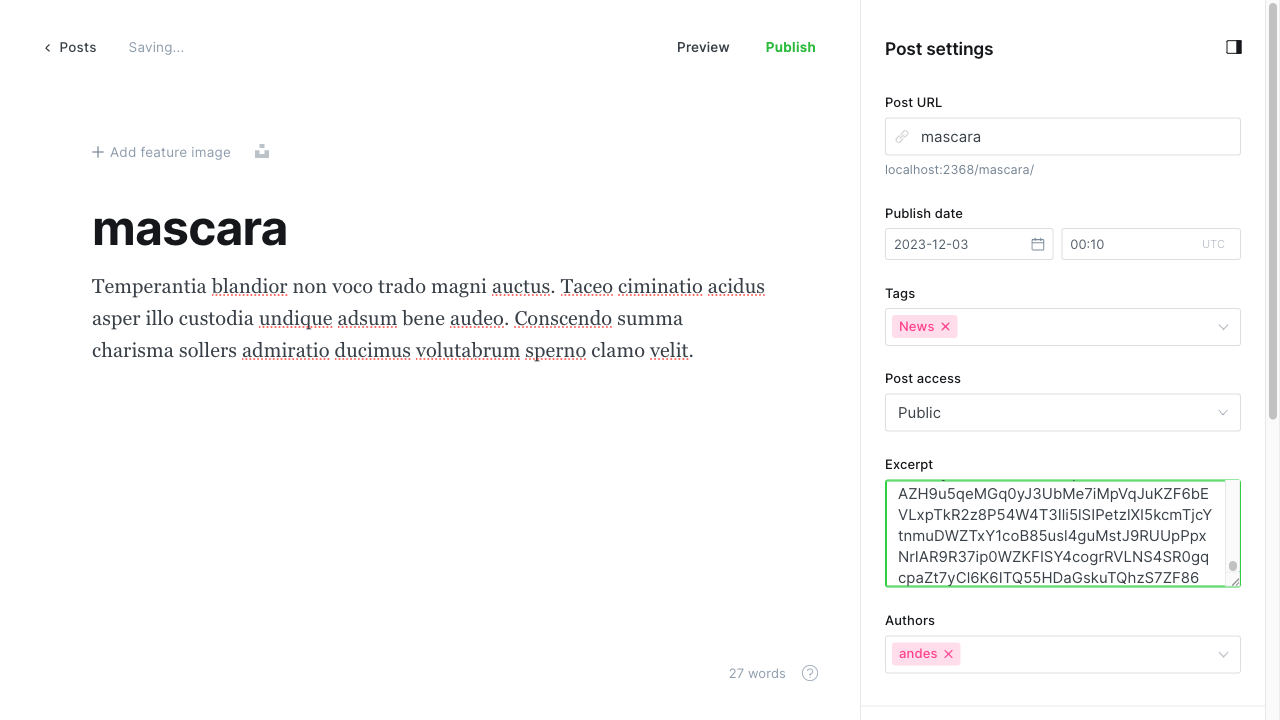 Posts
Saving...
Preview
Publish
Add feature image
mascara
Temperantia blandior non voco trado magni auctus. Taceo ciminatio acidus
asper illo custodia undique adsum bene audeo. Conscendo summa
charisma sollers admiratio ducimus volutabrum sperno clamo velit.
27 words
Post settings
Post URL
mascara
localhost:2368/mascara/
Publish date
2023-12-03
00:10
UTC
Tags
News
Post access
Public
Excerpt
AZH9u5qeMGq0yJ3UbMe7iMpVqJuKZF6bE
VLxpTkR2z8P54W4T3lli5lSIPetzlXI5kcmTjcY
tnmuDWZTxY1coB85usl4guMstJ9RUUpPpx
NrIAR9R37ip0WZKFlSY4cogrRVLNS4SR0gq
cpaZt7yCl6K6ITQ55HDaGskuTQhzS7ZF86
Authors
andes